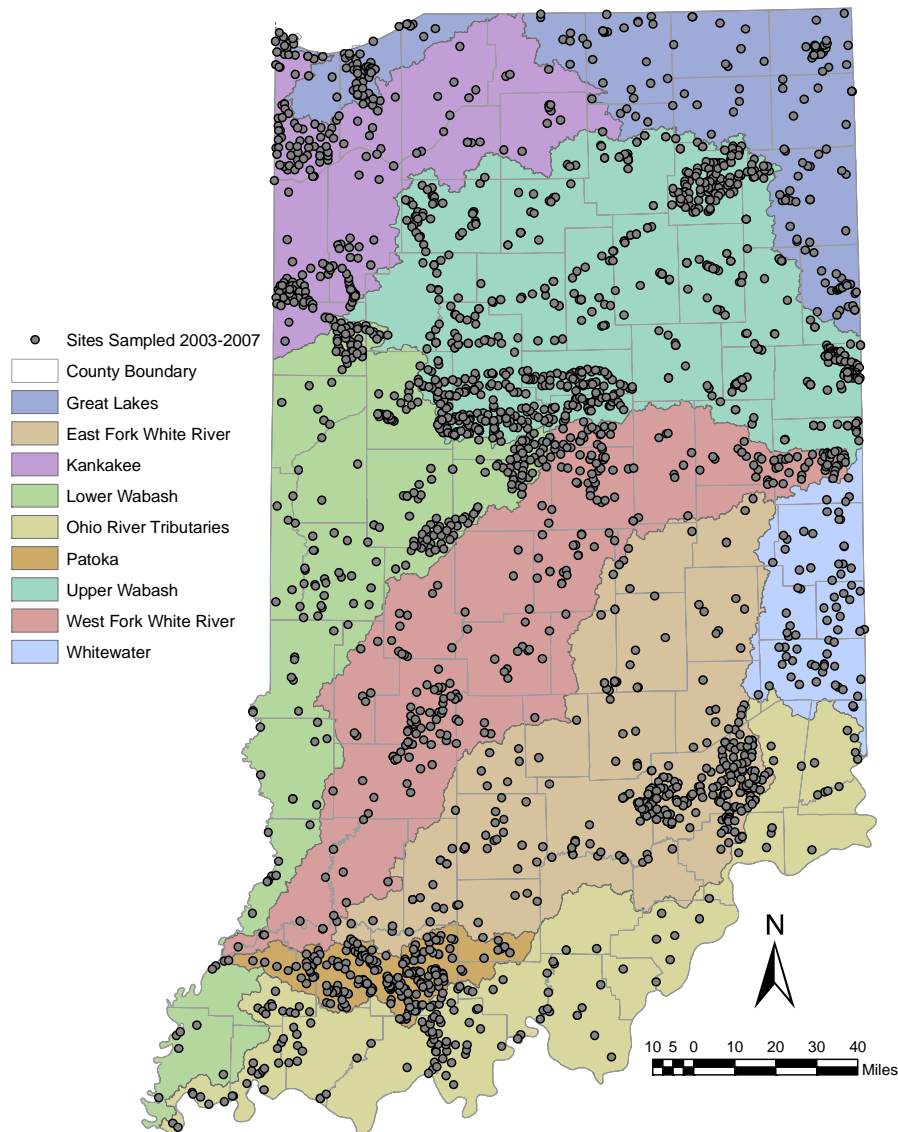 Sites Sampled 2003-2007
County Boundary
Great Lakes
East Fork White River
Kankakee
Lower Wabash
Ohio River Tributaries
Patoka
Upper Wabash
West Fork White River
Whitewater
N
10 5 0 10 20 30 40
Miles